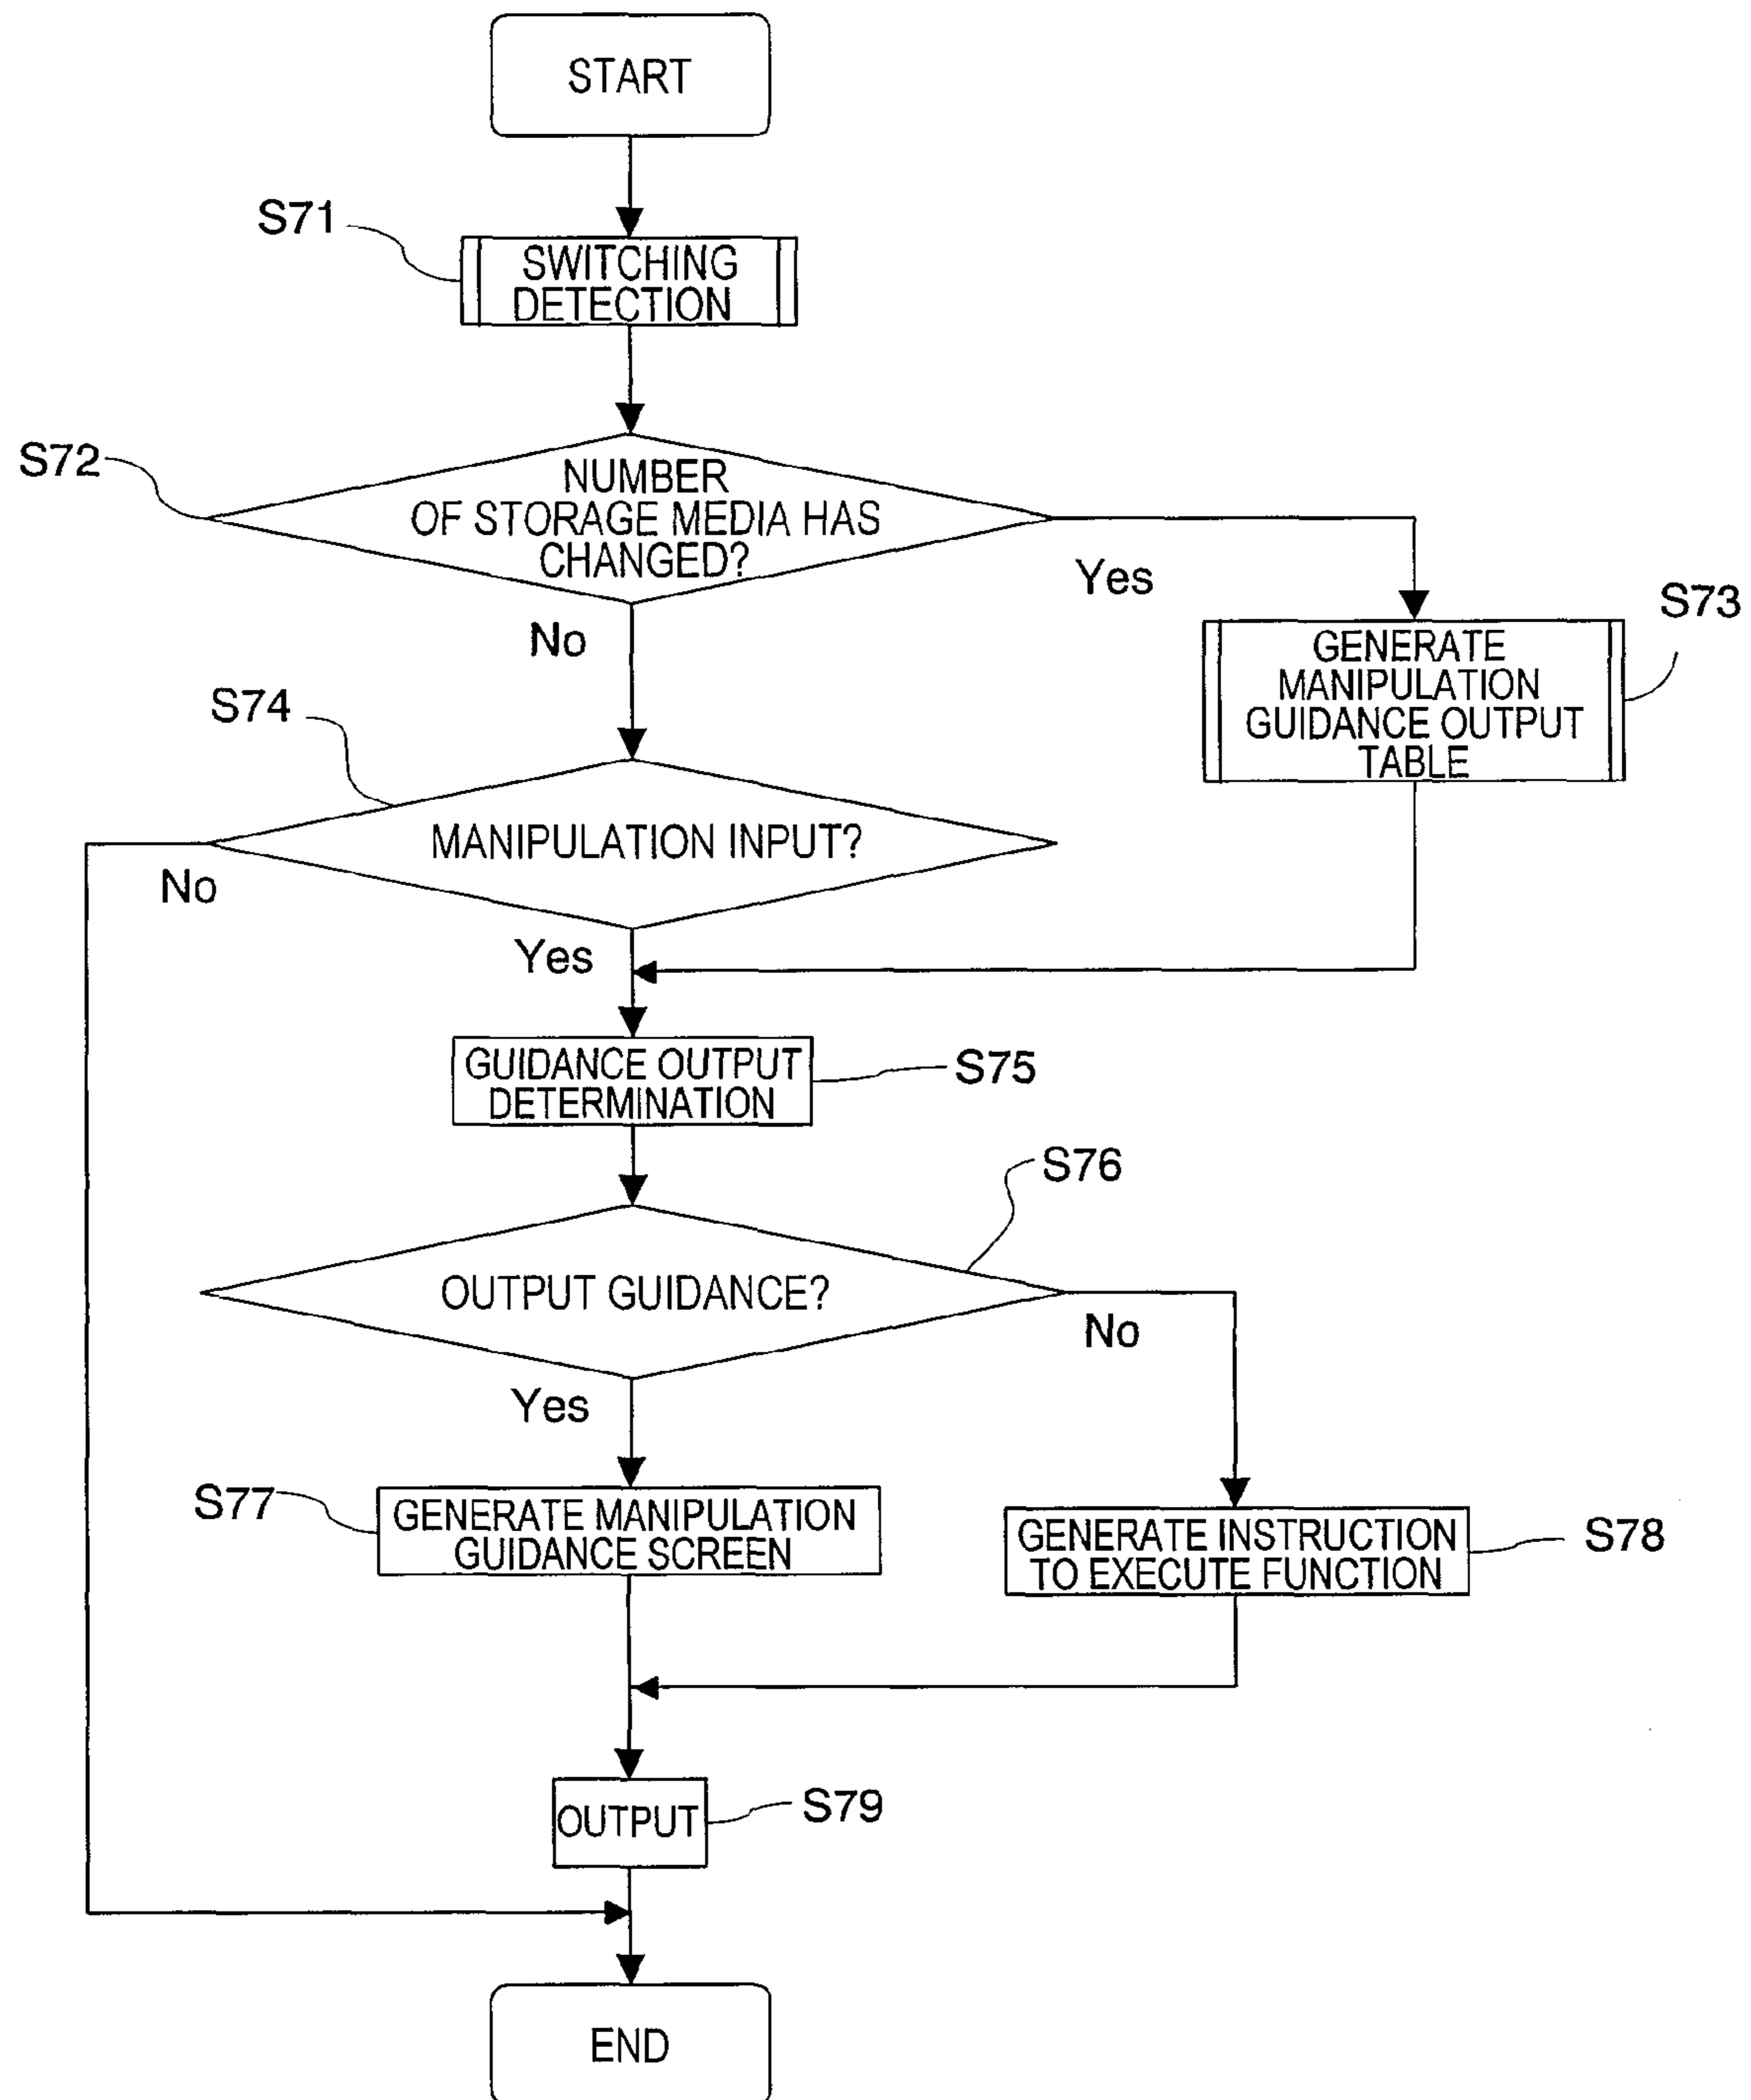 START
S71
SWITCHING
DETECTION
S72
NUMBER
OF STORAGE MEDIA HAS
CHANGED?
Yes
No
S73
GENERATE
MANIPULATION
GUIDANCE OUTPUT
TABLE
S74
MANIPULATION INPUT?
No
Yes
GUIDANCE OUTPUT
DETERMINATION
S75
S76
OUTPUT GUIDANCE?
No
Yes
S77
GENERATE MANIPULATION
GUIDANCE SCREEN
GENERATE INSTRUCTION
TO EXECUTE FUNCTION
S78
OUTPUT
S79
END